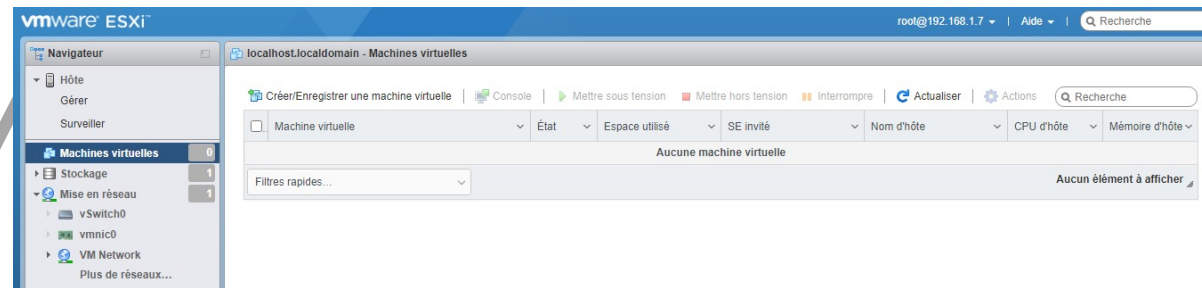 vmware ESXi™
root@192.168.1.7 | Aide | Recherche
Navigateur
localhost.localdomain - Machines virtuelles
Hôte
Gérer
Surveiller
Machines virtuelles 0
Stockage 1
Mise en réseau 1
vSwitch0
vmnic0
VM Network
Plus de réseaux...
Créer/Enregistrer une machine virtuelle | Console | Mettre sous tension Mettre hors tension Interrompre | Actualiser | Actions Recherche
Machine virtuelle État Espace utilisé SE invité Nom d'hôte CPU d'hôte Mémoire d'hôte
Aucune machine virtuelle
Filtres rapides... Aucun élément à afficher